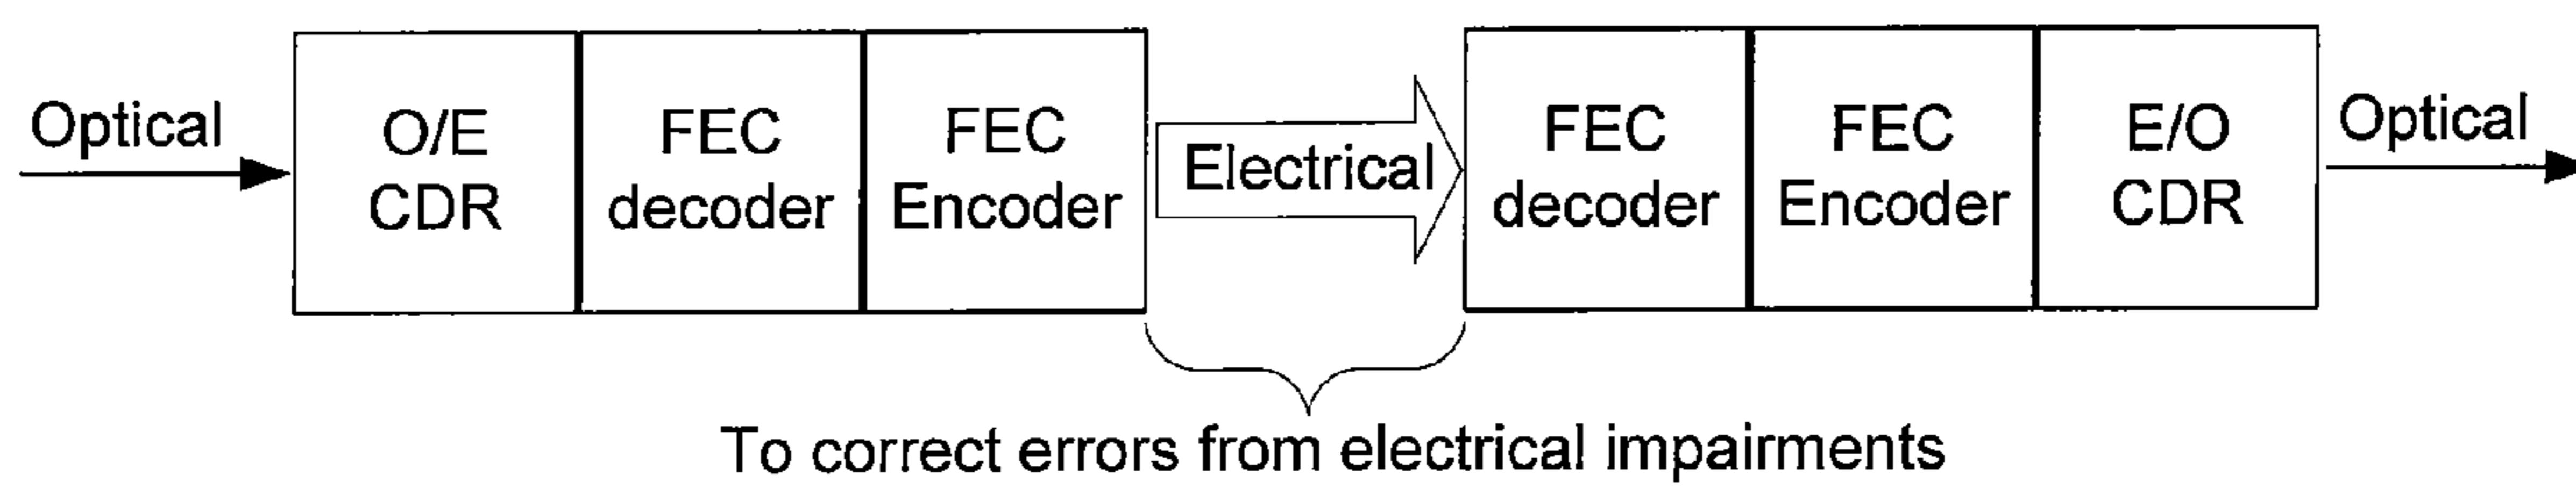 Optical
O/E
CDR
FEC
decoder
FEC
Encoder
Electrical
FEC
decoder
FEC
Encoder
E/O
CDR
Optical
To correct errors from electrical impairments